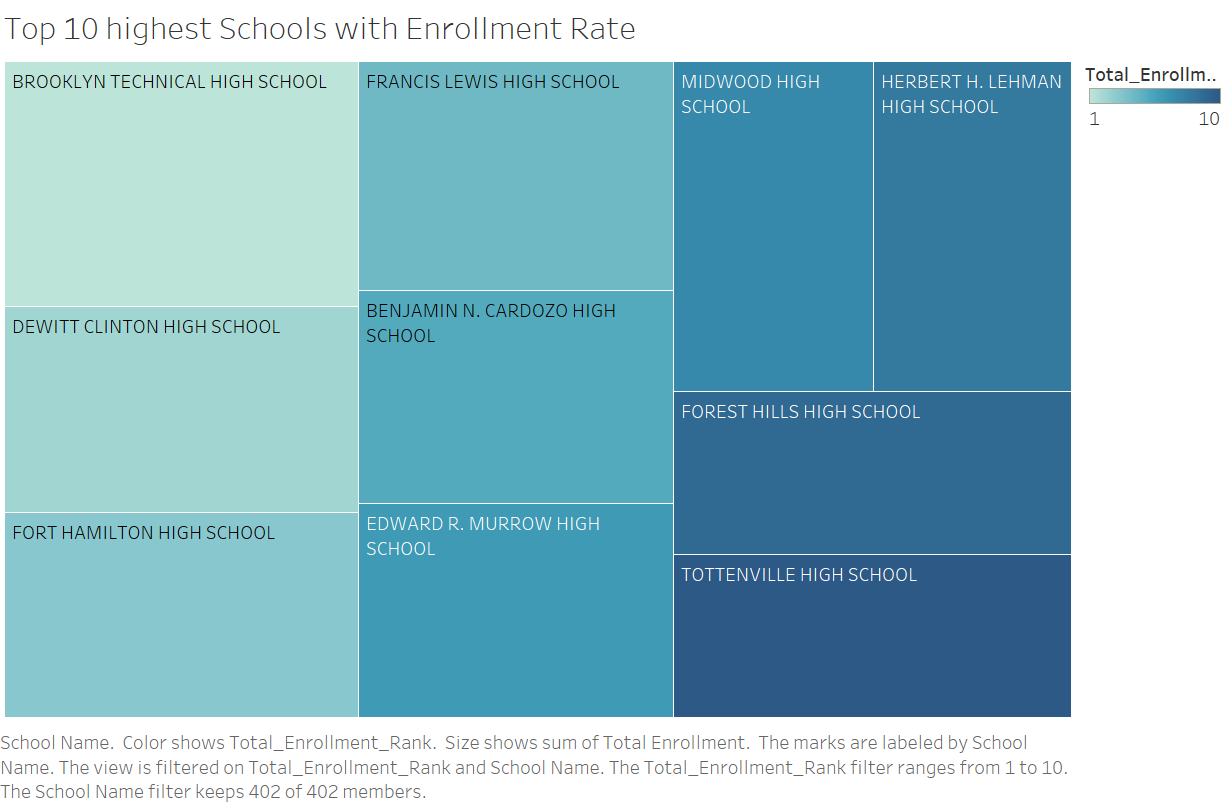 Top 10 highest Schools with Enrollment Rate
BROOKLYN TECHNICAL HIGH SCHOOL
DEWITT CLINTON HIGH SCHOOL
FORT HAMILTON HIGH SCHOOL
FRANCIS LEWIS HIGH SCHOOL
BENJAMIN N. CARDOZO HIGH
SCHOOL
EDWARD R. MURROW HIGH
SCHOOL
MIDWOOD HIGH
SCHOOL
HERBERT H. LEHMAN
HIGH SCHOOL
FOREST HILLS HIGH SCHOOL
TOTTENVILLE HIGH SCHOOL
Total_Enrollm..
1 10
School Name.  Color shows Total_Enrollment_Rank.  Size shows sum of Total Enrollment.  The marks are labeled by School
Name. The view is filtered on Total_Enrollment_Rank and School Name. The Total_Enrollment_Rank filter ranges from 1 to 10.
The School Name filter keeps 402 of 402 members.